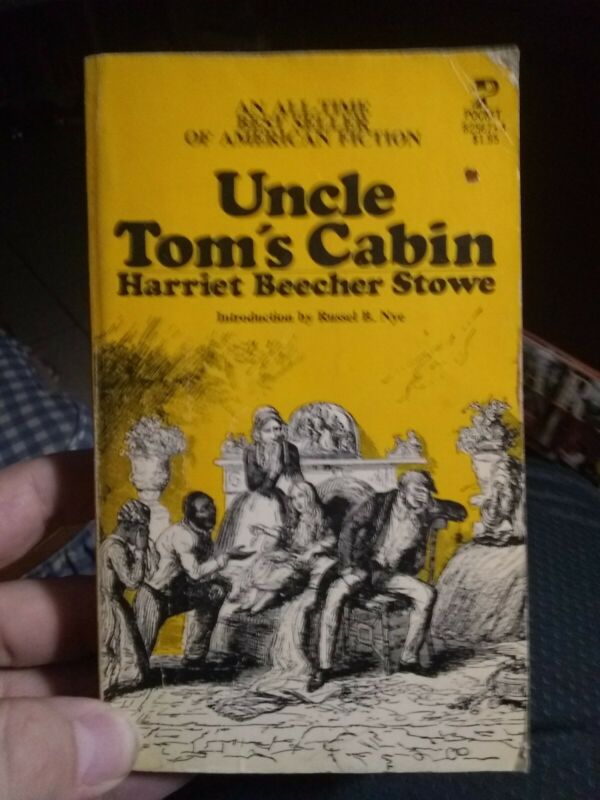 AN ALL-TIME
BEST SELLER
OF AMERICAN FICTION
P
POCKET
$1.95
Uncle
Tom's Cabin
Harriet Beecher Stowe
Introduction by Russel B. Nye